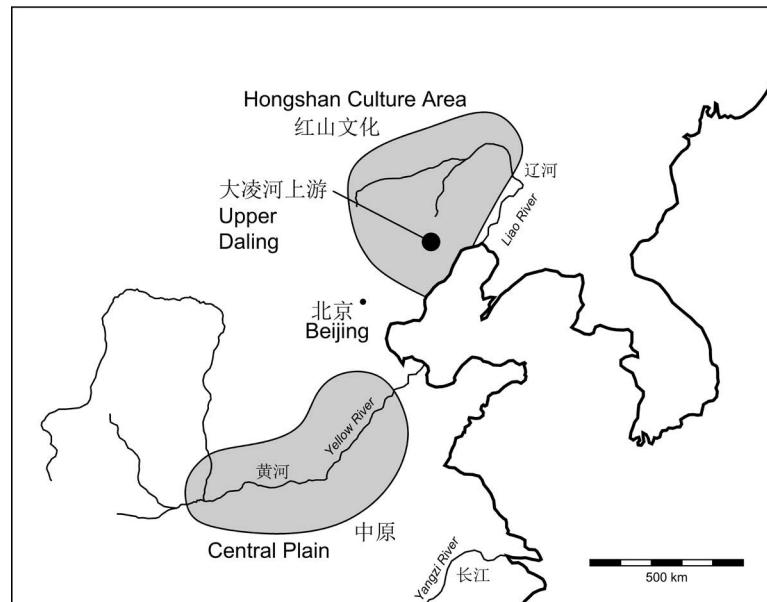 Hongshan Culture Area
红山文化
辽河
Liao River
大凌河上游
Upper
Daling
北京
Beijing
Yellow River
黄河
中原
Central Plain
Yangzi River
长江
500 km